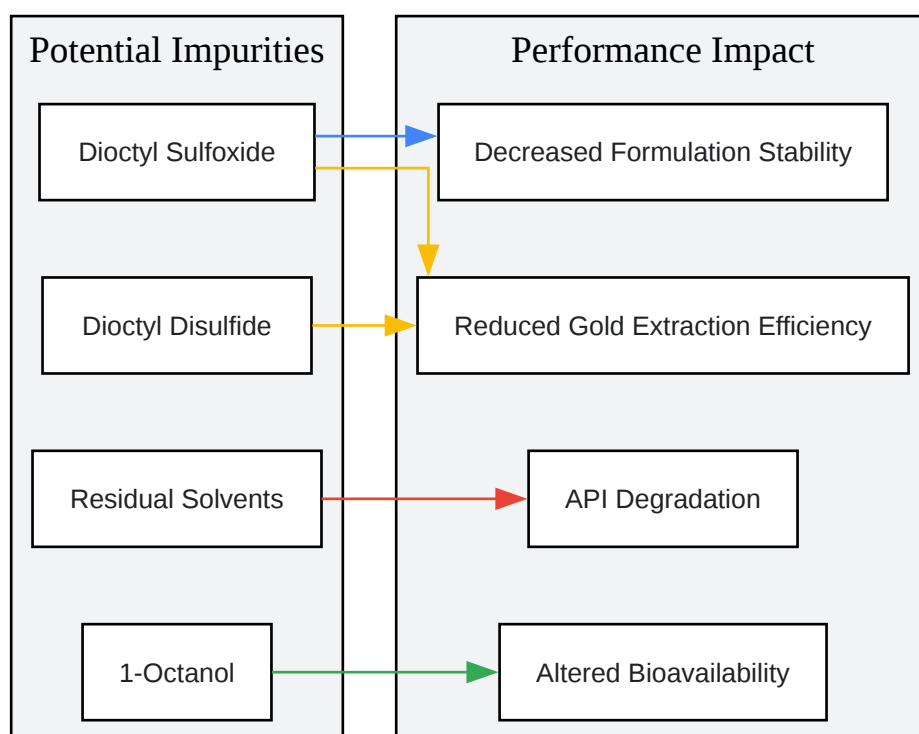 Potential Impurities
Performance Impact
Dioctyl Sulfoxide
Decreased Formulation Stability
Dioctyl Disulfide
Reduced Gold Extraction Efficiency
Residual Solvents
API Degradation
1-Octanol
Altered Bioavailability